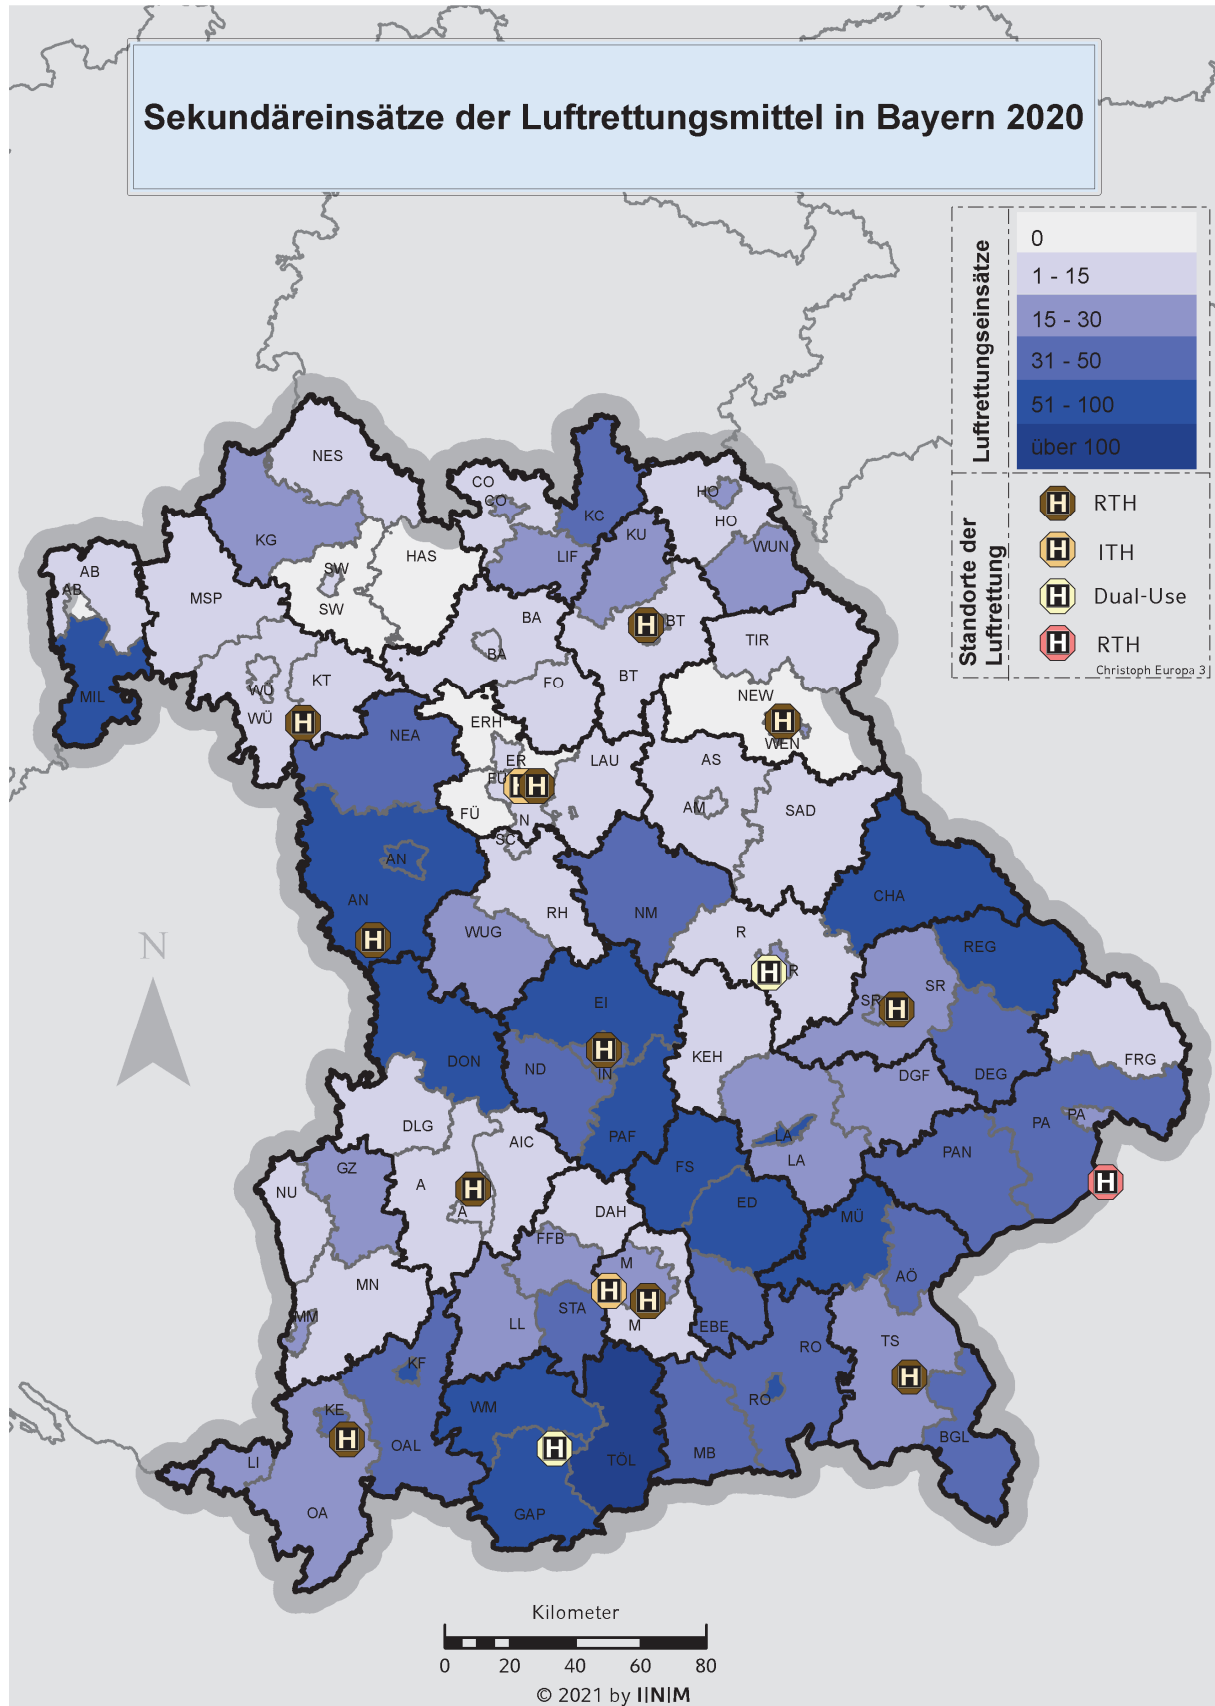 Sekundäreinsätze der Luftrettungsmittel in Bayern 2020
Luftrettungseinsätze
0
1 - 15
15 - 30
31 - 50
51 - 100
über 100
Standorte der
Luftrettung
H RTH
H ITH
H Dual-Use
H RTH
Christoph Europa 3
NES
CO
CO
HO
HO
KC
KU
KG
LIF
WUN
HAS
SW
SW
AB
AB
MSP
BA
BA
H BT
BT
TIR
KT
WÜ
WÜ
H
FO
MIL
NEW
H
WEN
ERH
NEA
ER
LAU
AS
FÜ
H
H
FÜ
N
AM
SAD
SC
AN
AN
H
CHA
RH
NM
WUG
R
R
H
REG
N
SR
SR
H
EI
H
IN
KEH
FRG
DON
ND
DGF
DEG
DLG
AIC
PAF
LA
LA
PA
PA
GZ
FS
PAN
NU
A
H
A
H
DAH
ED
MÜ
FFB
M
AÖ
MN
H
H
M
STA
MM
LL
EBE
TS
RO
KF
H
RO
KE
WM
H
OAL
H
BGL
LI
TÖL
MB
OA
GAP
Kilometer
0 20 40 60 80
© 2021 by I|N|M